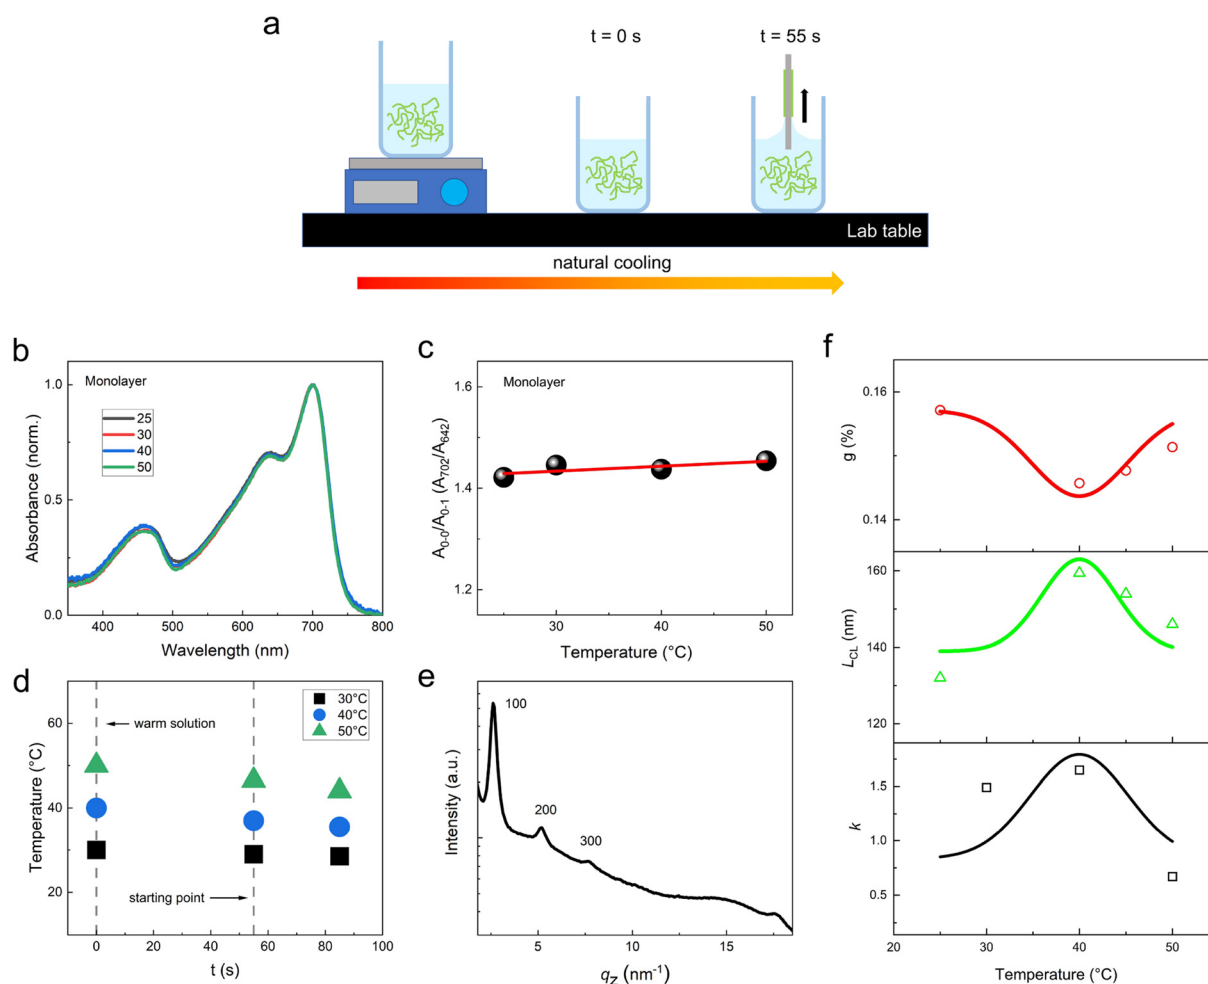 a
t = 0 s
t = 55 s
Lab table
natural cooling
b
Monolayer
25
30
40
50
1.0
0.5
0.0
400
500
600
700
800
Absorbance (norm.)
Wavelength (nm)
c
Monolayer
1.6
1.4
1.2
30
40
50
A0-0/A0-1 (A702/A642)
Temperature (°C)
d
30°C
40°C
50°C
warm solution
starting point
60
40
20
0
20
40
60
80
100
Temperature (°C)
t (s)
e
100
200
300
5
10
15
Intensity (a.u.)
qZ (nm-1)
f
0.16
0.14
g (%)
160
140
120
LCL (nm)
1.5
1.0
0.5
k
20
30
40
50
Temperature (°C)